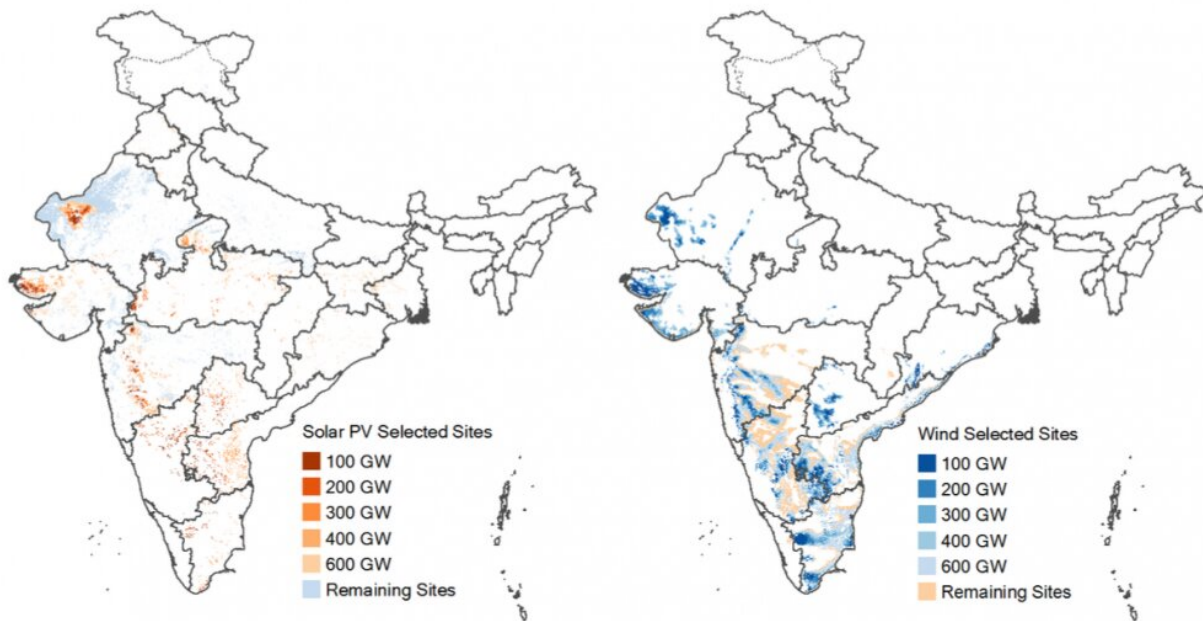 Solar PV Selected Sites
100 GW
200 GW
300 GW
400 GW
600 GW
Remaining Sites
Wind Selected Sites
100 GW
200 GW
300 GW
400 GW
600 GW
Remaining Sites